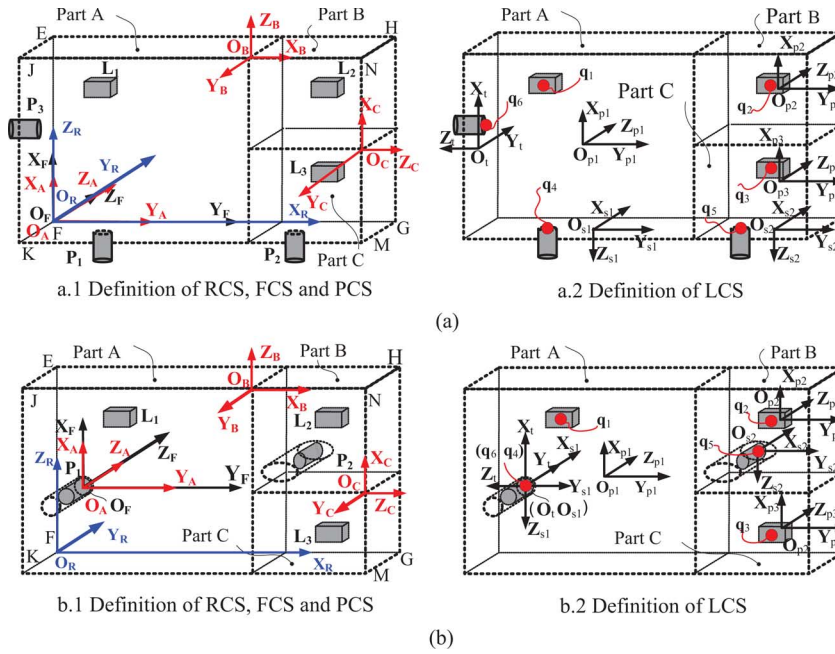 Part A
Part B
E
H
J
N
L
L2
P3
ZB
OB
XB
YB
XC
ZC
OC
L3
YC
ZR
XF
YR
XA
OR
ZA
ZF
OF
OA
F
YA
YF
XR
K
P1
P2
Part C
M
G
a.1 Definition of RCS, FCS and PCS
Part A
Part B
Xt
q6
q1
Part C
Xp2
q2
Op2
Xp1
Zp1
Yp1
Op1
Xp3
Op3
q3
Yt
Ot
q4
Xs1
Os1
Ys1
Zs1
q5
Os2
Xs2
Ys2
Zs2
a.2 Definition of LCS
(a)
Part A
Part B
E
H
J
N
ZB
OB
XB
YB
L1
L2
XF
XA
ZA
ZF
ZR
P1
YA
YF
OA
OF
P2
XC
OC
YC
ZC
F
YR
K
OR
Part C
L3
XR
M
G
b.1 Definition of RCS, FCS and PCS
Part A
Part B
Xp2
Op2
q2
q1
Xt
Xs1
(q6 q4)
Ys1
(Ot Os1)
Zs1
Xp1
Zp1
Yp1
Op1
q5
Os2
Xs2
Zs2
Xp3
q3
Part C
b.2 Definition of LCS
(b)